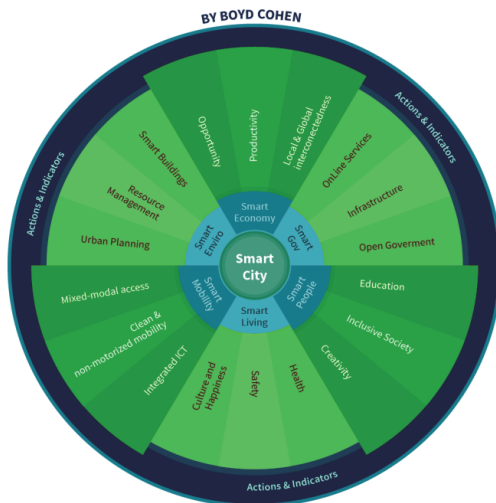 BY BOYD COHEN
Actions & Indicators
Actions & Indicators
Actions & Indicators
Smart
City
Smart
Economy
Opportunity
Productivity
Local & Global
interconectedness
Smart
Gov
OnLine Services
Infrastructure
Open Goverment
Smart
People
Education
Inclusive Society
Creativity
Smart
Living
Health
Safety
Culture and
Happiness
Smart
Mobility
Integrated ICT
Clean &
non-motorized mobility
Mixed-modal access
Smart
Enviro
Urban Planning
Resource
Management
Smart Buildings